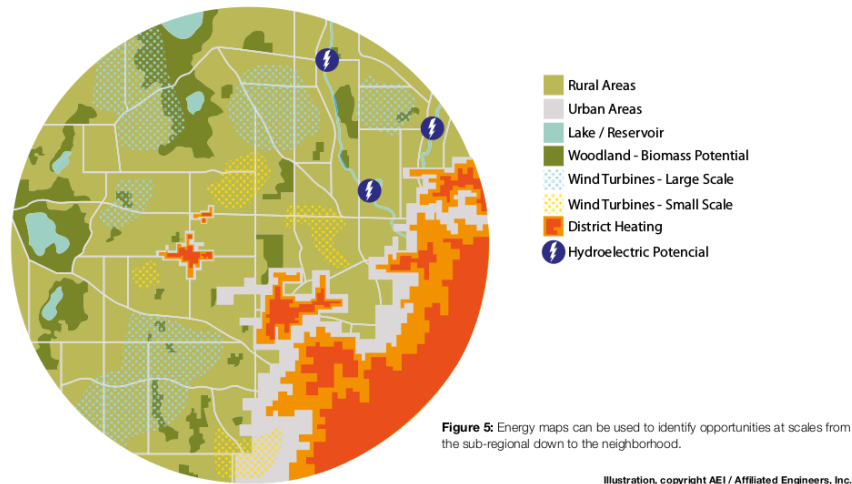 Rural Areas
Urban Areas
Lake / Reservoir
Woodland - Biomass Potential
Wind Turbines - Large Scale
Wind Turbines - Small Scale
District Heating
Hydroelectric Potencial
Figure 5: Energy maps can be used to identify opportunities at scales from
the sub-regional down to the neighborhood.
Illustration, copyright AEI / Affiliated Engineers, Inc.